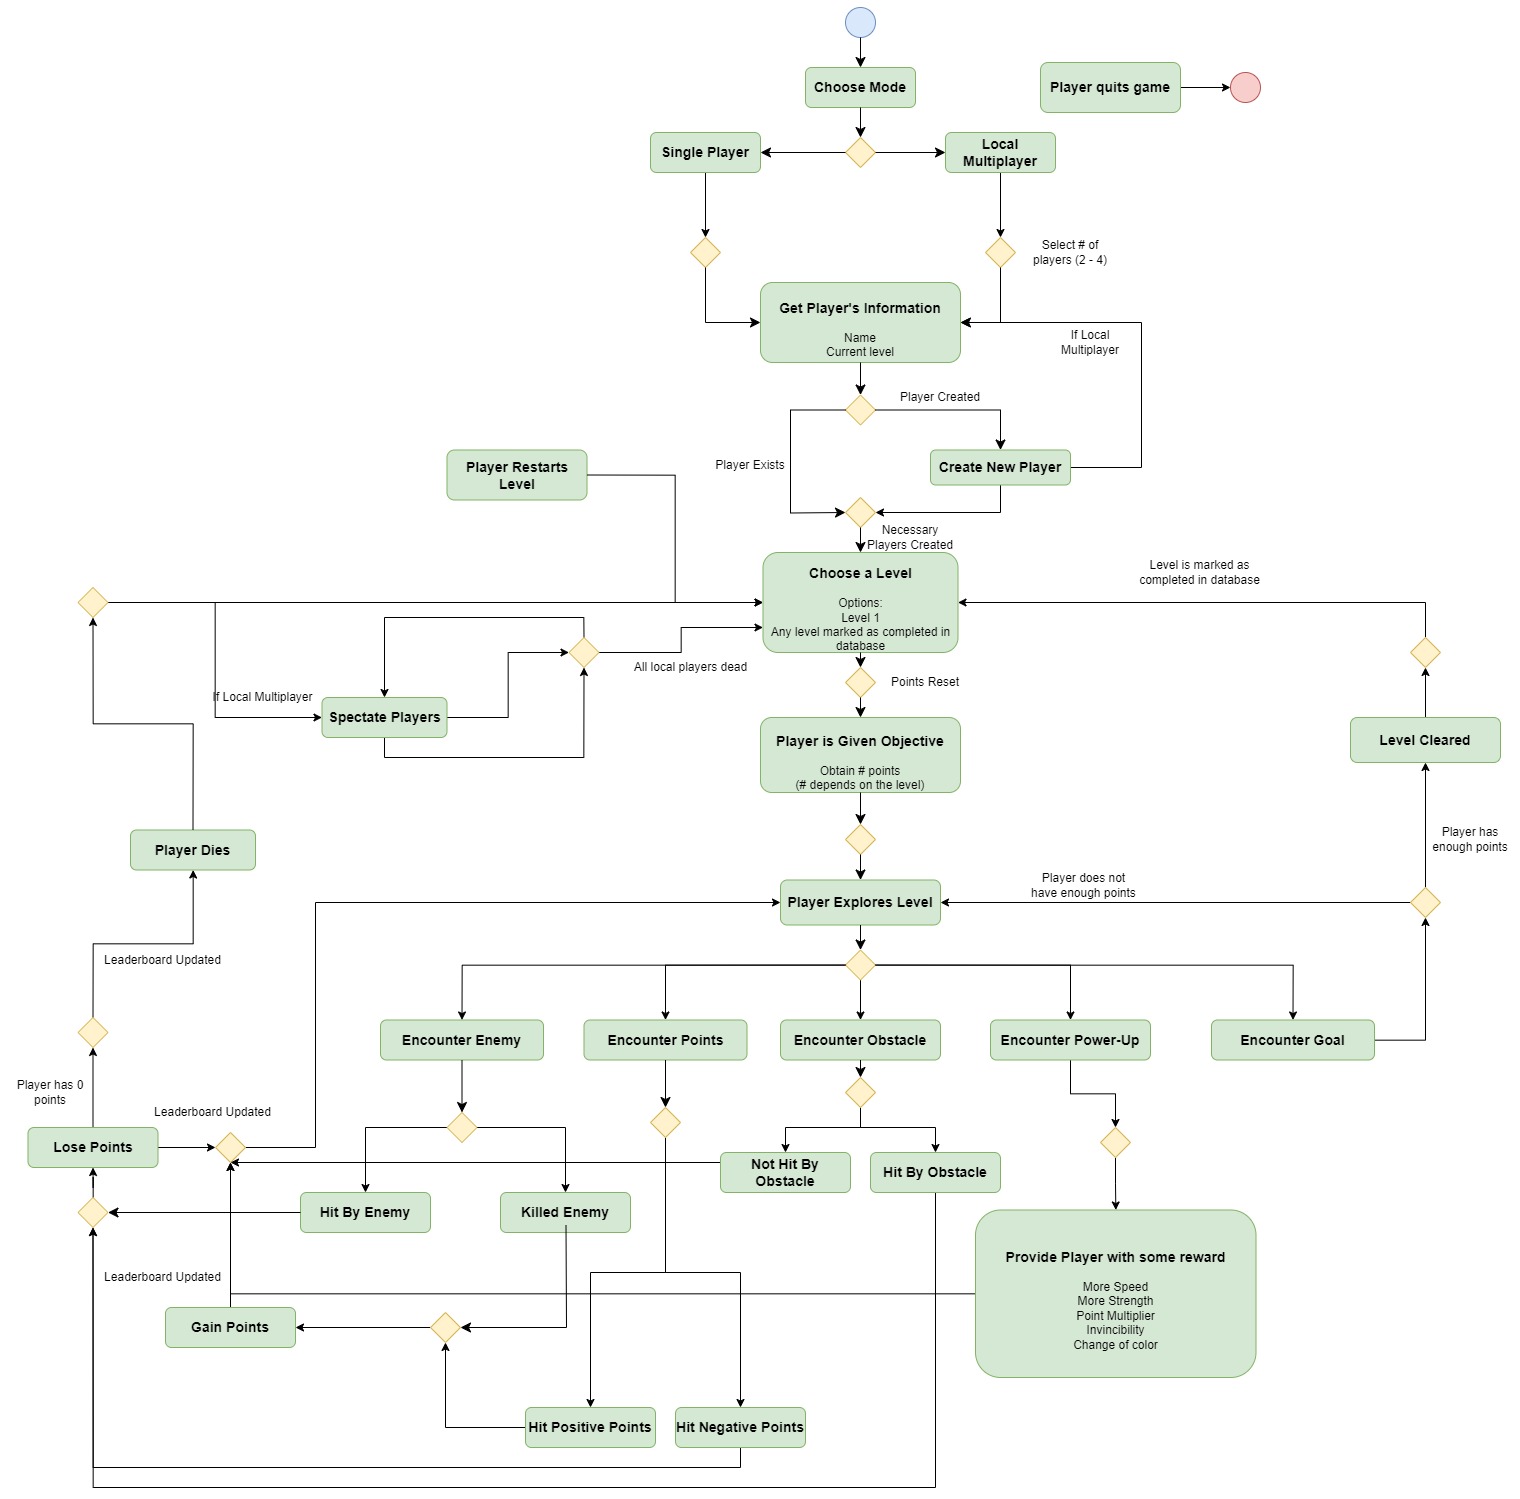 Choose Mode
Player quits game
Single Player
Local
Multiplayer
Select # of
players (2 - 4)
Get Player's Information
Name
Current level
If Local
Multiplayer
Player Created
Player Exists
Create New Player
Player Restarts
Level
Necessary
Players Created
Choose a Level
Options:
Level 1
Any level marked as completed in
database
Level is marked as
completed in database
All local players dead
If Local Multiplayer
Spectate Players
Points Reset
Player is Given Objective
Obtain # points
(# depends on the level)
Level Cleared
Player Dies
Player has
enough points
Player does not
have enough points
Player Explores Level
Leaderboard Updated
Encounter Enemy
Encounter Points
Encounter Obstacle
Encounter Power-Up
Encounter Goal
Player has 0
points
Leaderboard Updated
Lose Points
Not Hit By
Obstacle
Hit By Obstacle
Hit By Enemy
Killed Enemy
Leaderboard Updated
Gain Points
Provide Player with some reward
More Speed
More Strength
Point Multiplier
Invincibility
Change of color
Hit Positive Points
Hit Negative Points